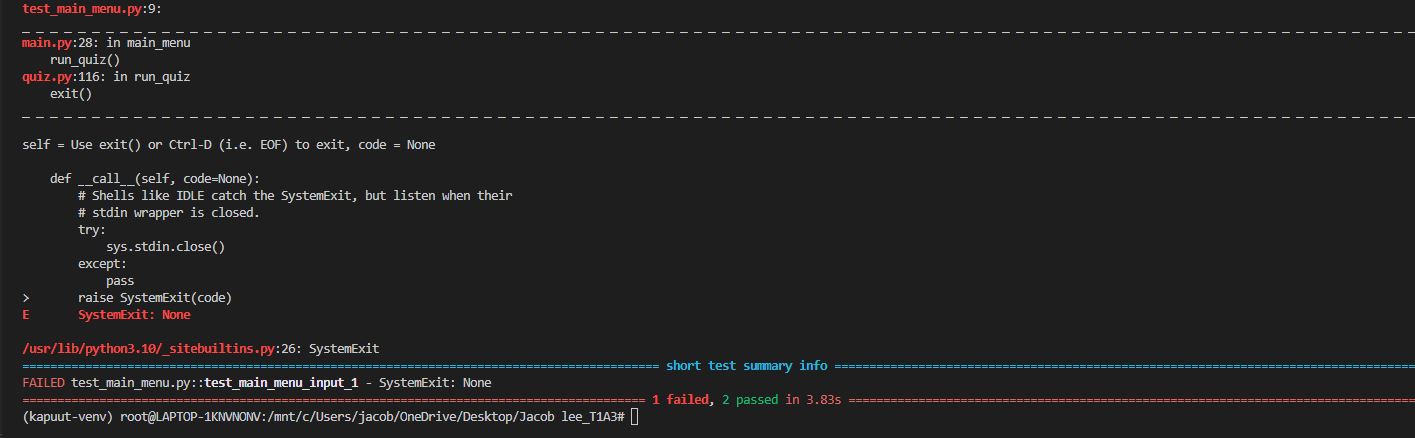 test_main_menu.py:9:
_ _ _ _ _ _ _ _ _ _ _ _ _ _ _ _ _ _ _ _ _ _ _ _ _ _ _ _ _ _ _ _ _ _ _ _ _ _ _ _ _ _ _ _ _ _ _ _ _ _ _ _ _ _ _ _ _ _ _ _ _ _ _ _ _ _ _ _ _ _ _ _ _ _ _ _ _ _ _ _ _ _ _ _ _ _ _ _ _ _ _ _ _ _ _ _ _ _ _ _
main.py:28: in main_menu
    run_quiz()
quiz.py:116: in run_quiz
    exit()
_ _ _ _ _ _ _ _ _ _ _ _ _ _ _ _ _ _ _ _ _ _ _ _ _ _ _ _ _ _ _ _ _ _ _ _ _ _ _ _ _ _ _ _ _ _ _ _ _ _ _ _ _ _ _ _ _ _ _ _ _ _ _ _ _ _ _ _ _ _ _ _ _ _ _ _ _ _ _ _ _ _ _ _ _ _ _ _ _ _ _ _ _ _ _ _ _ _ _ _
self = Use exit() or Ctrl-D (i.e. EOF) to exit, code = None
    def __call__(self, code=None):
        # Shells like IDLE catch the SystemExit, but listen when their
        # stdin wrapper is closed.
        try:
            sys.stdin.close()
        except:
            pass
>       raise SystemExit(code)
E       SystemExit: None
/usr/lib/python3.10/_sitebuiltins.py:26: SystemExit
=========================================================================================== short test summary info ===================================================================================
FAILED test_main_menu.py::test_main_menu_input_1 - SystemExit: None
========================================================================================= 1 failed, 2 passed in 3.83s =================================================================================
(kapuut-venv) root@LAPTOP-1KNVNONV:/mnt/c/Users/jacob/OneDrive/Desktop/Jacob lee_T1A3#